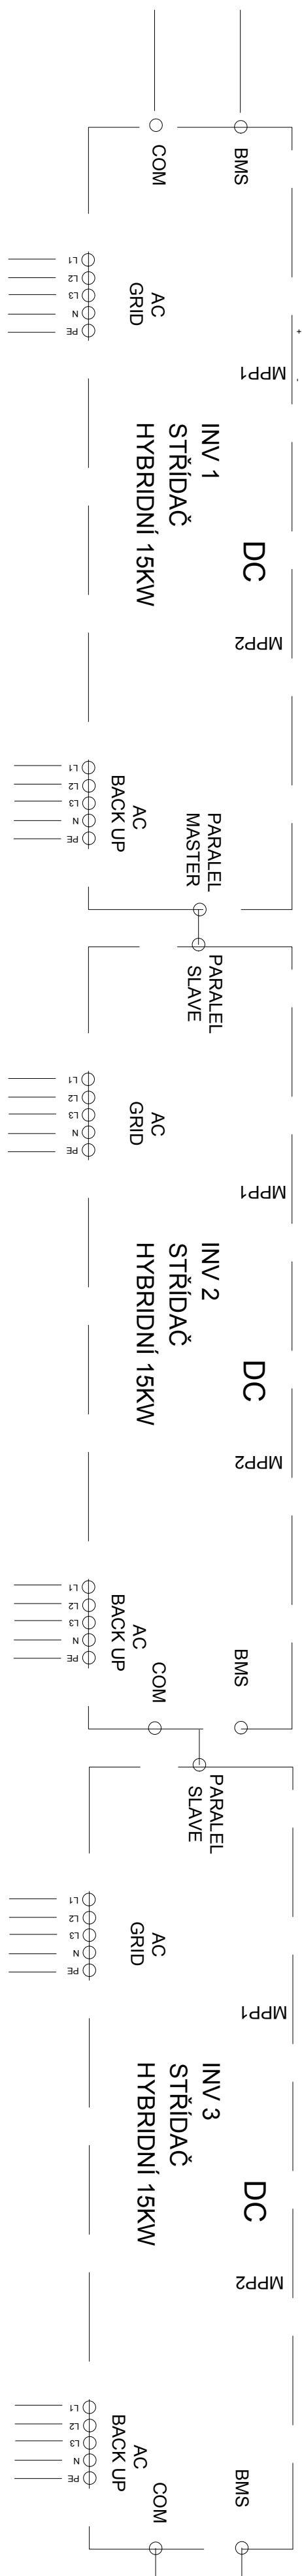 BMS
COM
L1
L2
L3
N
PE
AC
GRID
+
-
MPP1
INV 1
STŘÍDAČ
HYBRIDNÍ 15KW
DC
MPP2
L1
L2
L3
N
PE
AC
BACK UP
PARALEL
MASTER
PARALEL
SLAVE
L1
L2
L3
N
PE
AC
GRID
MPP1
INV 2
STŘÍDAČ
HYBRIDNÍ 15KW
DC
MPP2
L1
L2
L3
N
PE
AC
BACK UP
COM
BMS
PARALEL
SLAVE
L1
L2
L3
N
PE
AC
GRID
MPP1
INV 3
STŘÍDAČ
HYBRIDNÍ 15KW
DC
MPP2
L1
L2
L3
N
PE
AC
BACK UP
COM
BMS